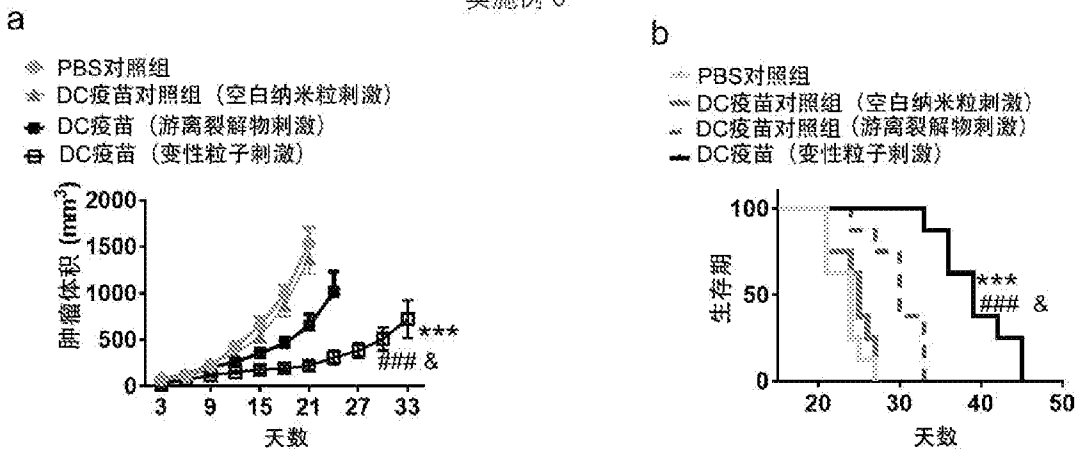 a
PBS对照组
DC疫苗对照组（空白纳米粒刺激）
DC疫苗（游离裂解物刺激）
DC疫苗（变性粒子刺激）
肿瘤体积 (mm³)
2000
1500
1000
500
0
***
### &
3 9 15 21 27 33
天数
b
PBS对照组
DC疫苗对照组（空白纳米粒刺激）
DC疫苗对照组（游离裂解物刺激）
DC疫苗（变性粒子刺激）
生存期
100
50
0
***
### &
20 30 40 50
天数